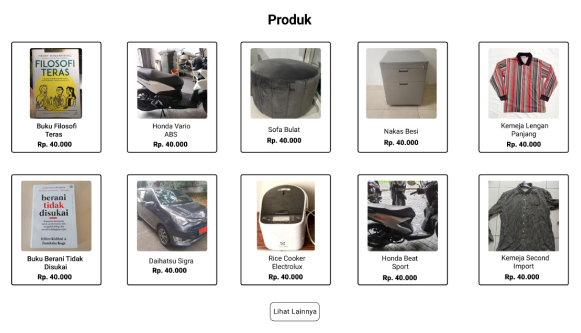 Produk
FILOSOFI
TERAS
Buku Filosofi
Teras
Rp. 40.000
Honda Vario
ABS
Rp. 40.000
Sofa Bulat
Rp. 40.000
Nakas Besi
Rp. 40.000
Kemeja Lengan
Panjang
Rp. 40.000
berani
tidak
disukai
Buku Berani Tidak
Disukai
Rp. 40.000
Daihatsu Sigra
Rp. 40.000
Rice Cooker
Electrolux
Rp. 40.000
Honda Beat
Sport
Rp. 40.000
Kemeja Second
Import
Rp. 40.000
Lihat Lainnya